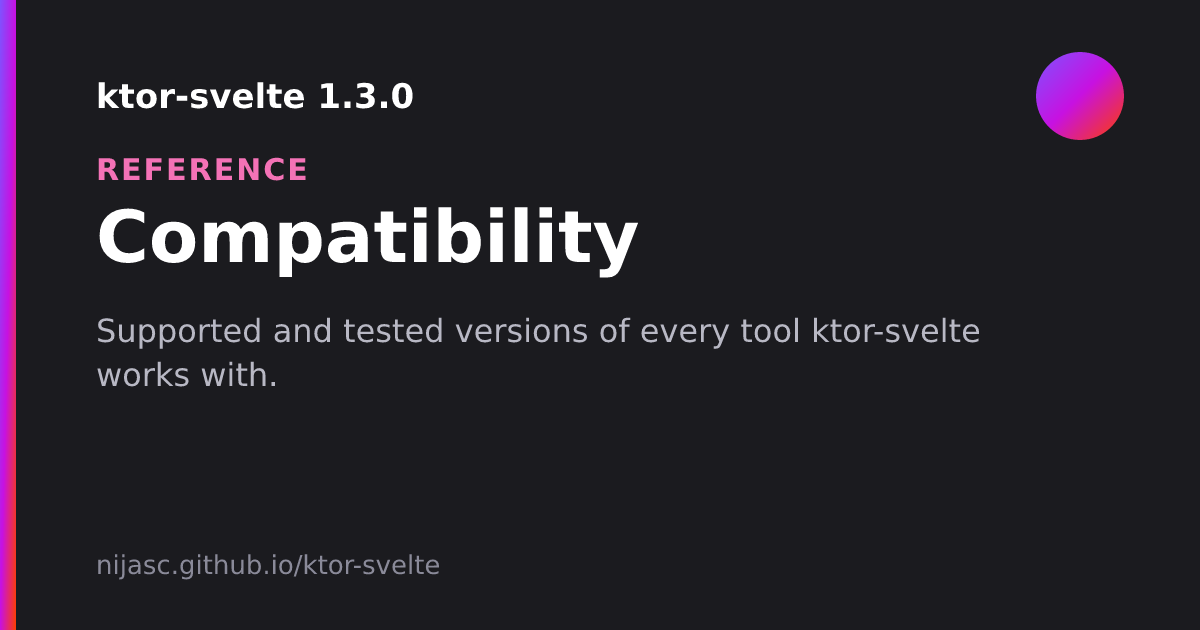 ktor-svelte 1.3.0
REFERENCE
Compatibility
Supported and tested versions of every tool ktor-svelte
works with.
nijasc.github.io/ktor-svelte